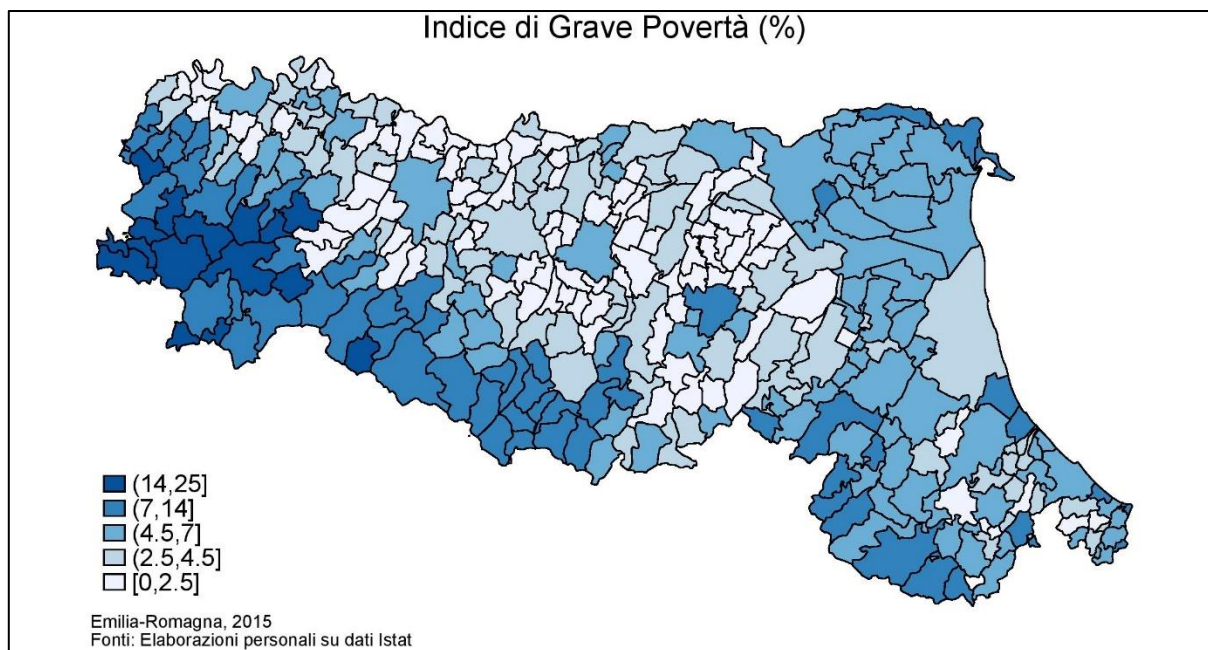 Indice di Grave Povertà (%)
(14,25]
(7,14]
(4.5,7]
(2.5,4.5]
[0,2.5]
Emilia-Romagna, 2015
Fonti: Elaborazioni personali su dati Istat